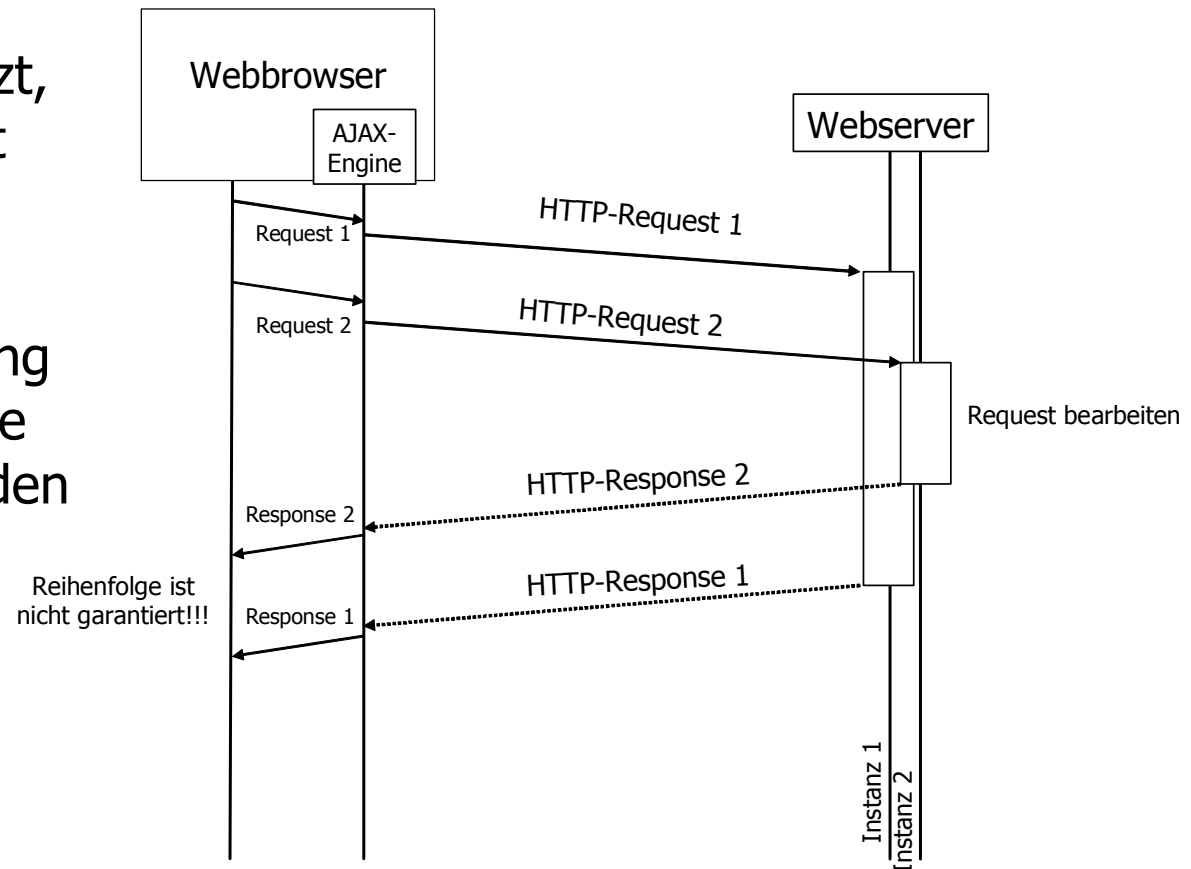 zt,
t
ng
e
den
Webbrowser
AJAX-
Engine
Webserver
HTTP-Request 1
Request 1
HTTP-Request 2
Request 2
Request bearbeiten
HTTP-Response 2
Response 2
Reihenfolge ist
nicht garantiert!!!
HTTP-Response 1
Response 1
Instanz 1
Instanz 2